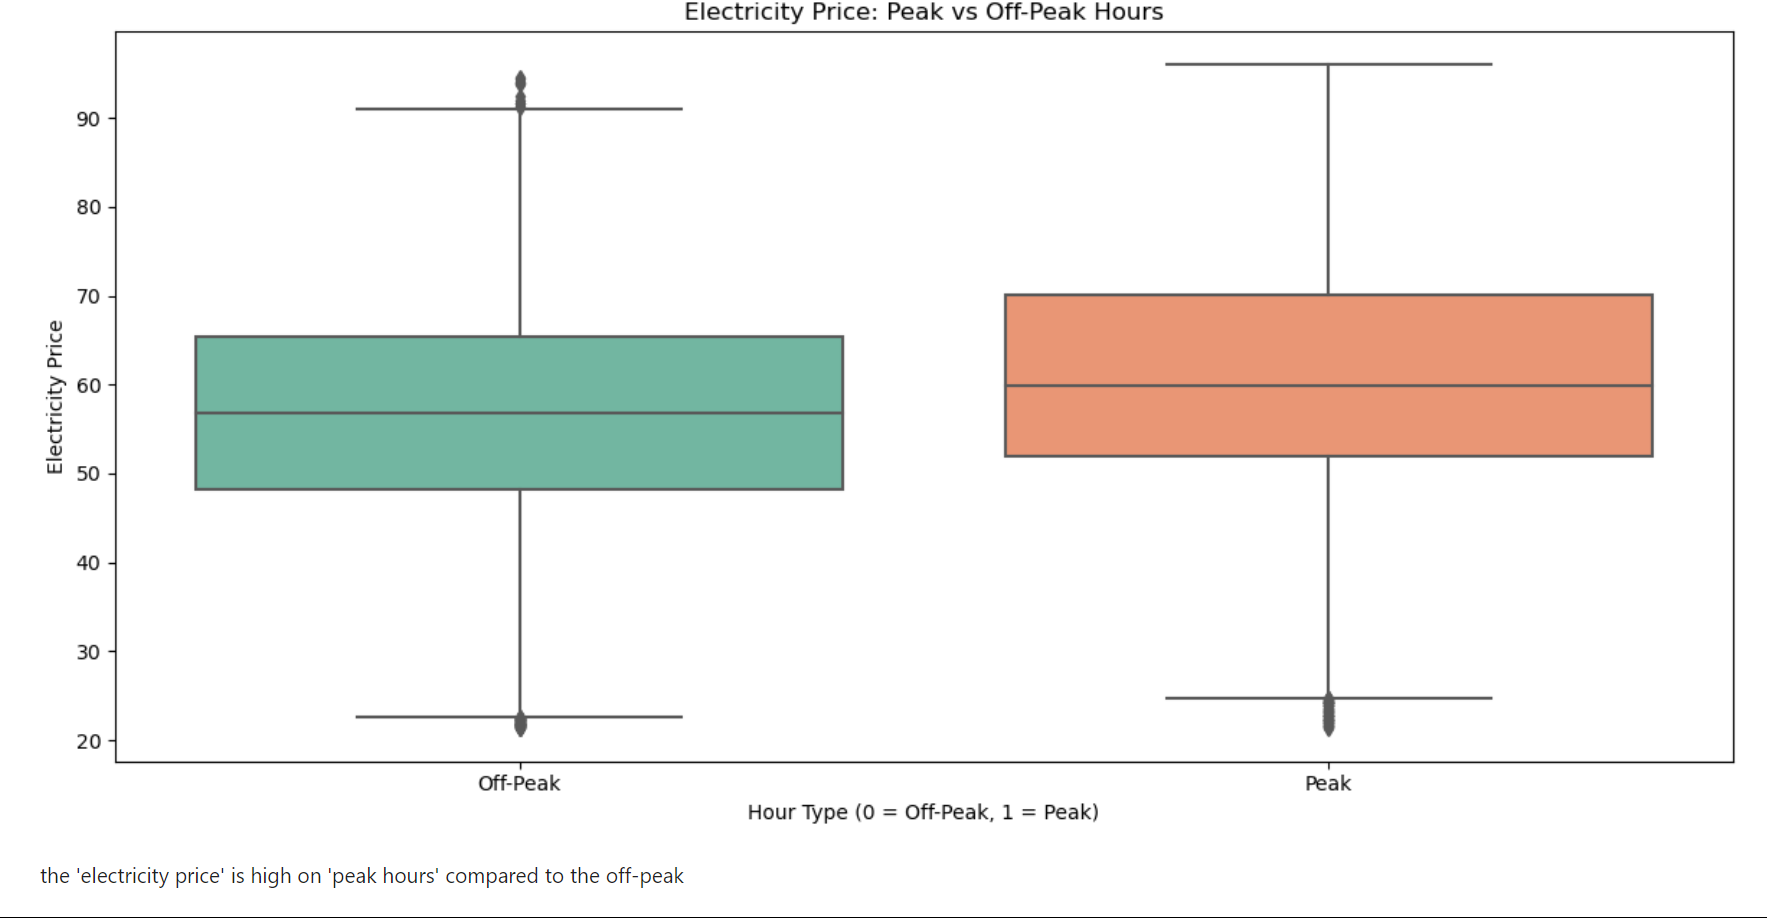 Electricity Price: Peak vs Off-Peak Hours
Electricity Price
90
80
70
60
50
40
30
20
Off-Peak Peak
Hour Type (0 = Off-Peak, 1 = Peak)
the 'electricity price' is high on 'peak hours' compared to the off-peak